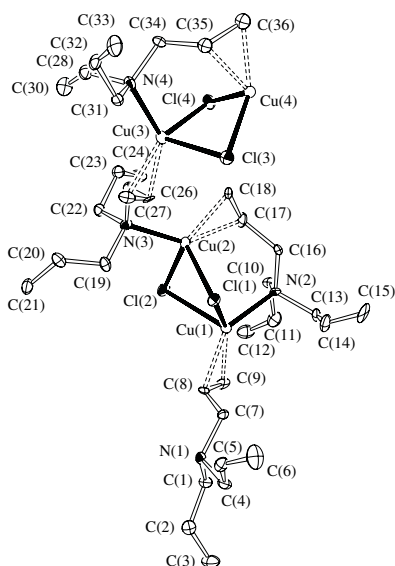 C(33)
C(34)
C(35)
C(36)
C(32)
C(28)
C(30)
N(4)
Cl(4)
Cu(4)
C(31)
Cu(3)
Cl(3)
C(24)
C(23)
C(26)
C(18)
C(27)
C(17)
C(22)
N(3)
Cu(2)
C(16)
C(20)
C(19)
C(10)
N(2)
C(21)
Cl(2)
Cl(1)
C(13)
C(15)
Cu(1)
C(11)
C(14)
C(12)
C(9)
C(8)
C(7)
N(1)
C(5)
C(6)
C(1)
C(4)
C(2)
C(3)